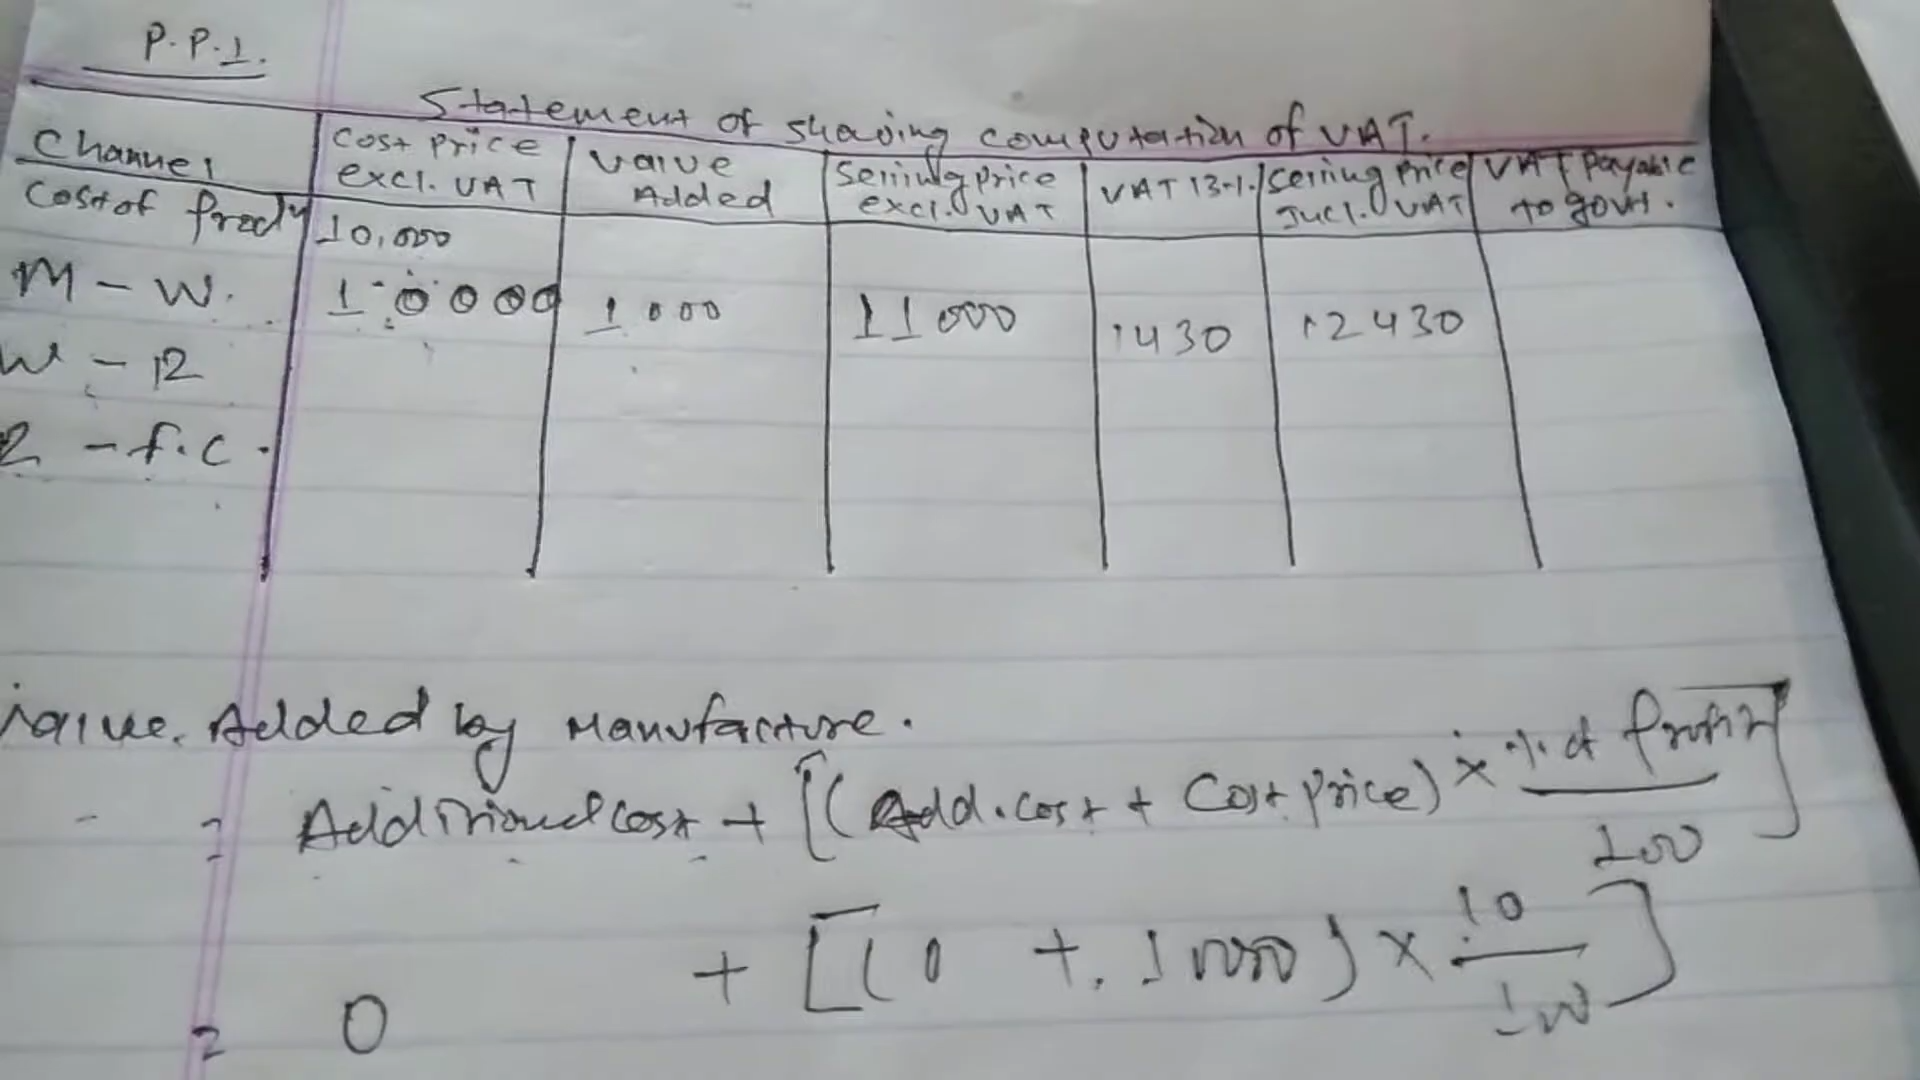 P.P.1.
Statement of showing computation of VAT.
Channel | Cost Price excl. VAT | Value Added | Selling Price excl. VAT | VAT 13% | Selling Price Incl. VAT | VAT Payable to govt.
Cost of prodn | 10,000
M - W. | 10000 | 1000 | 11000 | 1430 | 12430
W - R
R - F.C.
Value Added by Manufacture.
= Additional Cost + [(Add. Cost + Cost Price) × % of Profit / 100]
= 0 + [(0 + 10000) × 10 / 100]